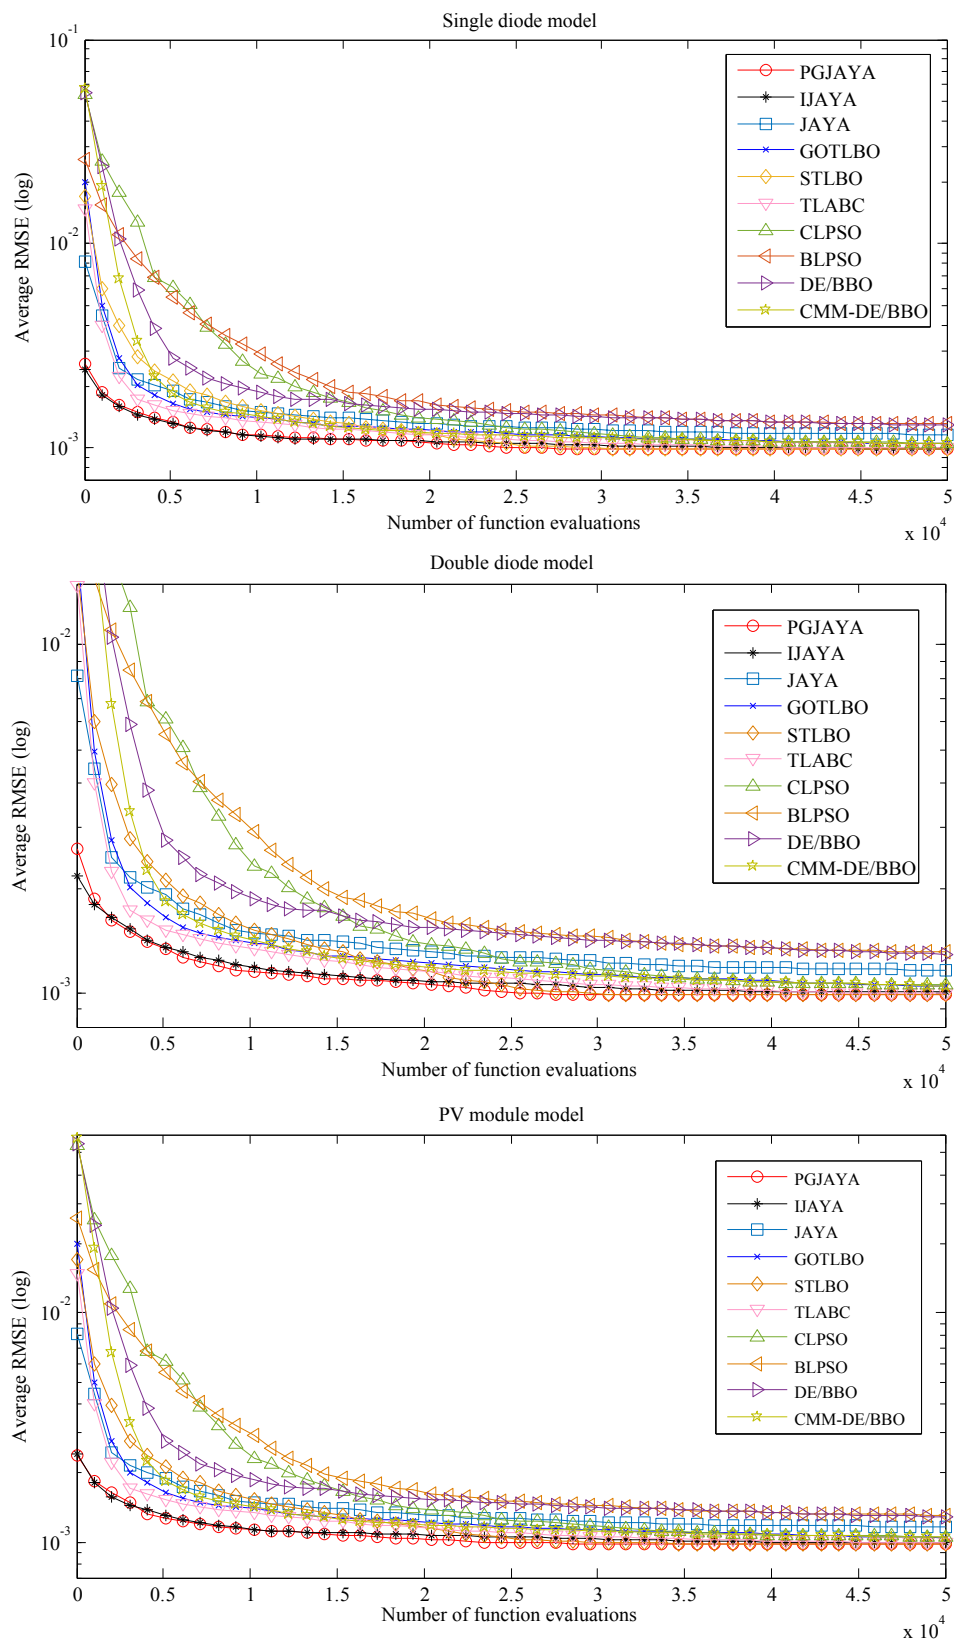 Single diode model
10^-1
10^-2
10^-3
Average RMSE (log)
PGJAYA
IJAYA
JAYA
GOTLBO
STLBO
TLABC
CLPSO
BLPSO
DE/BBO
CMM-DE/BBO
0 0.5 1 1.5 2 2.5 3 3.5 4 4.5 5
Number of function evaluations
x 10^4
Double diode model
10^-2
10^-3
Average RMSE (log)
PGJAYA
IJAYA
JAYA
GOTLBO
STLBO
TLABC
CLPSO
BLPSO
DE/BBO
CMM-DE/BBO
0 0.5 1 1.5 2 2.5 3 3.5 4 4.5 5
Number of function evaluations
x 10^4
PV module model
10^-2
10^-3
Average RMSE (log)
PGJAYA
IJAYA
JAYA
GOTLBO
STLBO
TLABC
CLPSO
BLPSO
DE/BBO
CMM-DE/BBO
0 0.5 1 1.5 2 2.5 3 3.5 4 4.5 5
Number of function evaluations
x 10^4